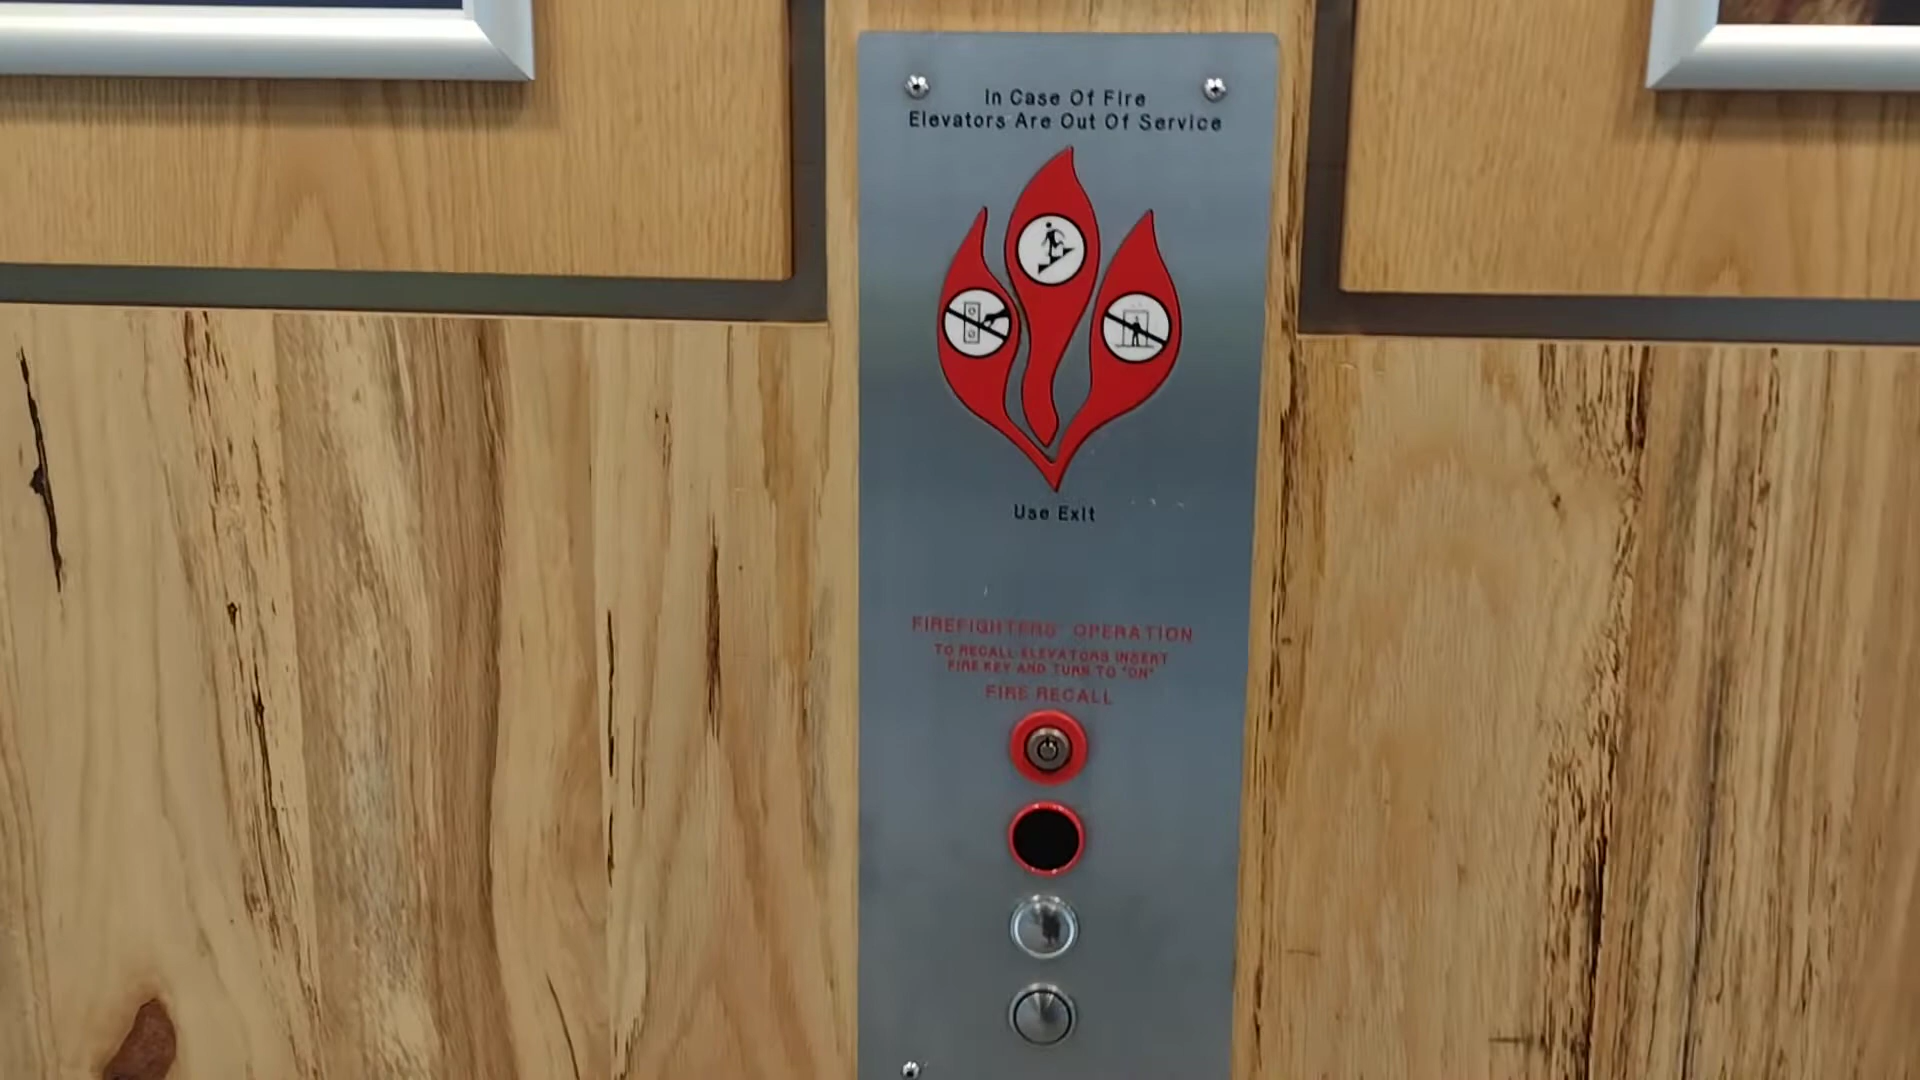 In Case Of Fire
Elevators Are Out Of Service
Use Exit
FIREFIGHTERS' OPERATION
TO RECALL ELEVATORS INSERT
FIRE KEY AND TURN TO "ON"
FIRE RECALL